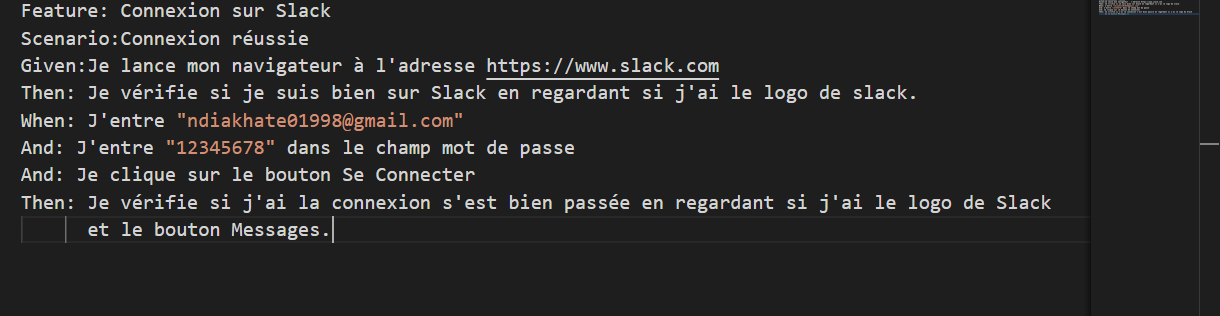 Feature: Connexion sur Slack
Scenario:Connexion réussie
Given:Je lance mon navigateur à l'adresse https://www.slack.com
Then: Je vérifie si je suis bien sur Slack en regardant si j'ai le logo de slack.
When: J'entre "ndiakhate01998@gmail.com"
And: J'entre "12345678" dans le champ mot de passe
And: Je clique sur le bouton Se Connecter
Then: Je vérifie si j'ai la connexion s'est bien passée en regardant si j'ai le logo de Slack
et le bouton Messages.